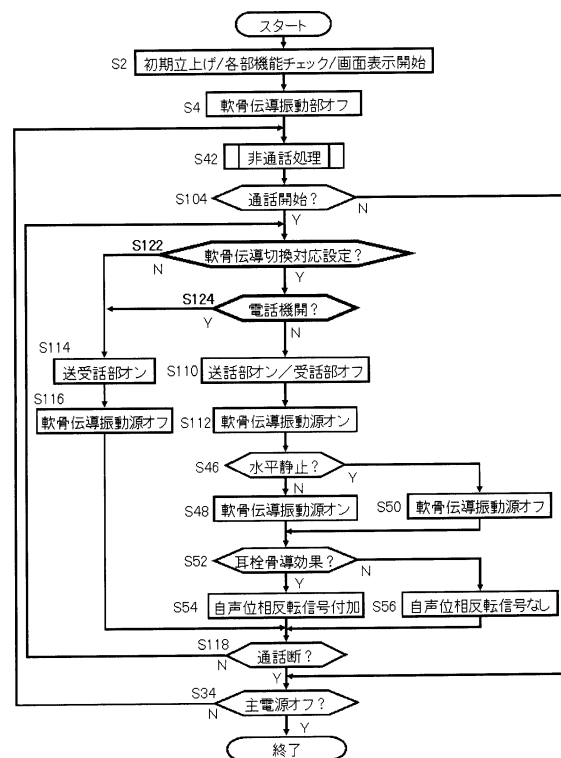 スタート
S2
初期立上げ/各部機能チェック/画面表示開始
S4
軟骨伝導振動部オフ
S42
非通話処理
S104
通話開始？
N
Y
S122
軟骨伝導切換対応設定？
N
Y
S124
電話機開？
Y
N
S114
送受話部オン
S110
送話部オン／受話部オフ
S116
軟骨伝導振動源オフ
S112
軟骨伝導振動源オン
S46
水平静止？
Y
N
S48
軟骨伝導振動源オン
S50
軟骨伝導振動源オフ
S52
耳栓骨導効果？
N
Y
S54
自声位相反転信号付加
S56
自声位相反転信号なし
S118
通話断？
N
Y
S34
主電源オフ？
N
Y
終了